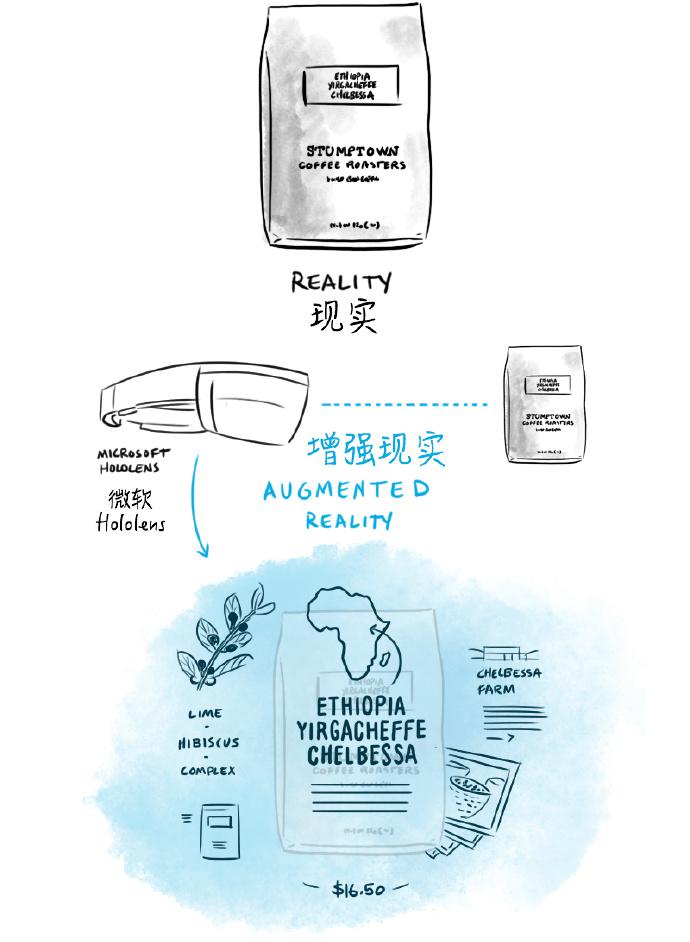 ETHIOPIA
YIRGACHEFFE
CHELBESSA
STUMPTOWN
COFFEE ROASTERS
REALITY
现实
MICROSOFT
HOLOLENS
微软
Hololens
增强现实
AUGMENTED
REALITY
ETHIOPIA
YIRGACHEFFE
CHELBESSA
STUMPTOWN
COFFEE ROASTERS
LIME
-
HIBISCUS
-
COMPLEX
ETHIOPIA
YIRGACHEFFE
CHELBESSA
COFFEE ROASTERS
CHELBESSA
FARM
$16.50